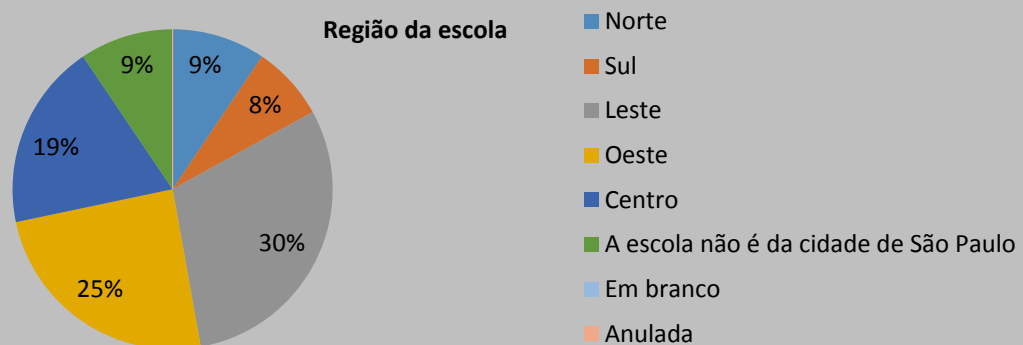 Região da escola
9%
9%
8%
19%
30%
25%
Norte
Sul
Leste
Oeste
Centro
A escola não é da cidade de São Paulo
Em branco
Anulada